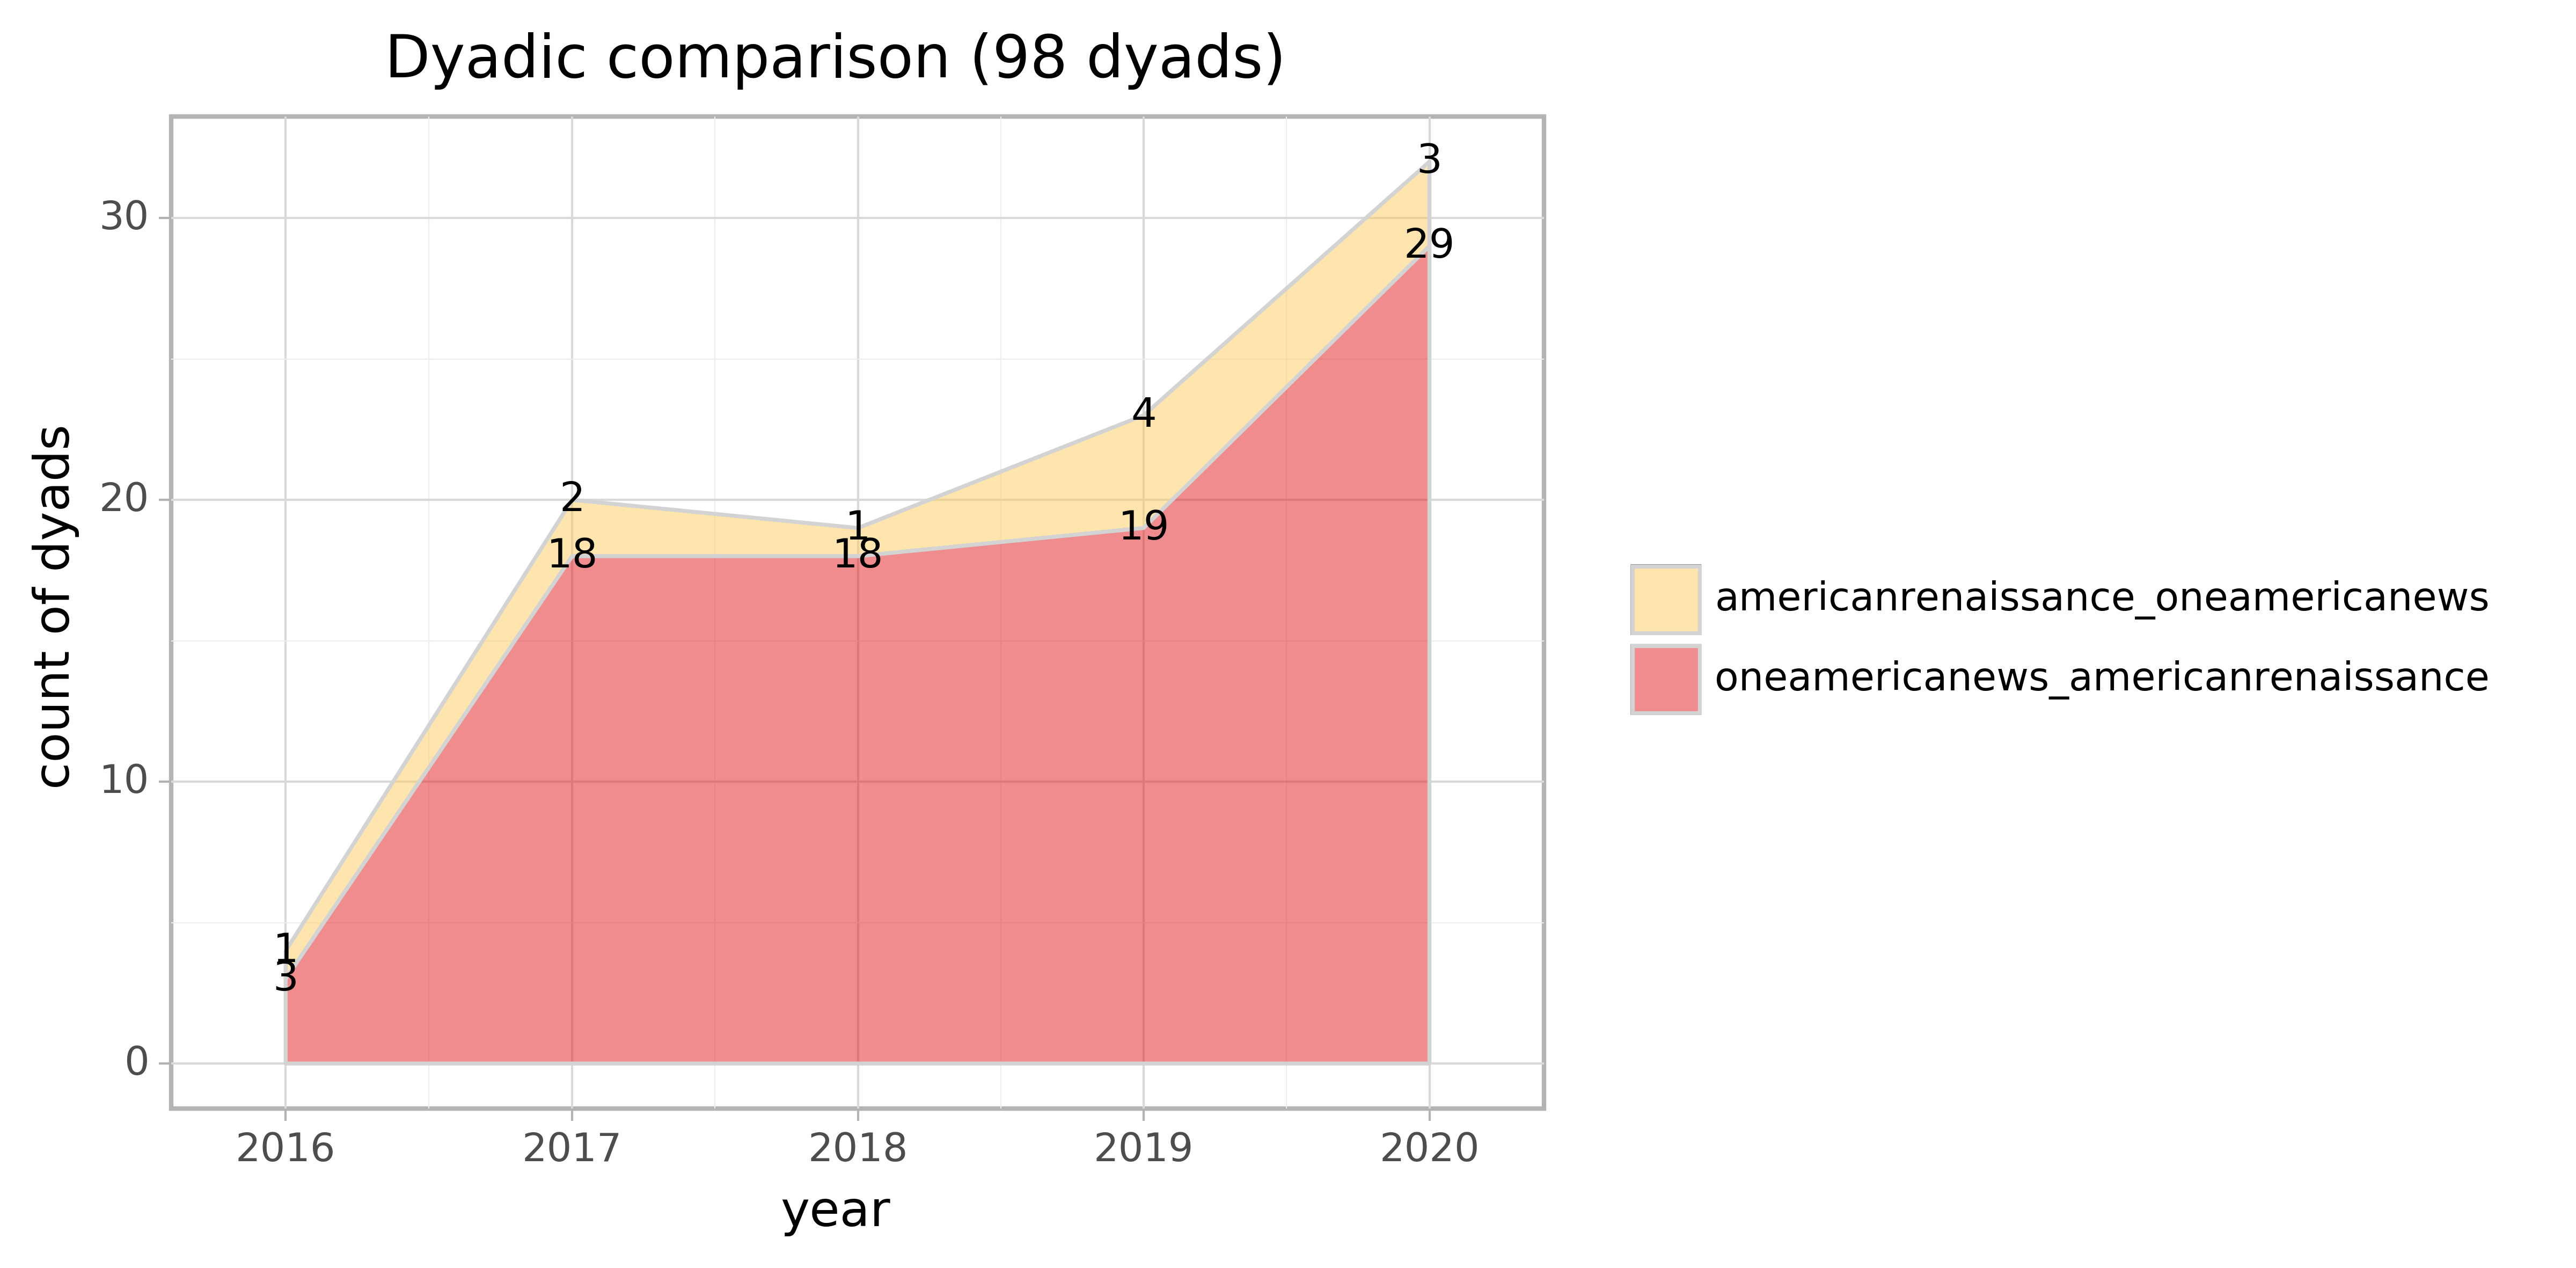 Dyadic comparison (98 dyads)
count of dyads
30
20
10
0
3
29
4
19
2
18
1
18
1
3
2016 2017 2018 2019 2020
year
americanrenaissance_oneamericanews
oneamericanews_americanrenaissance